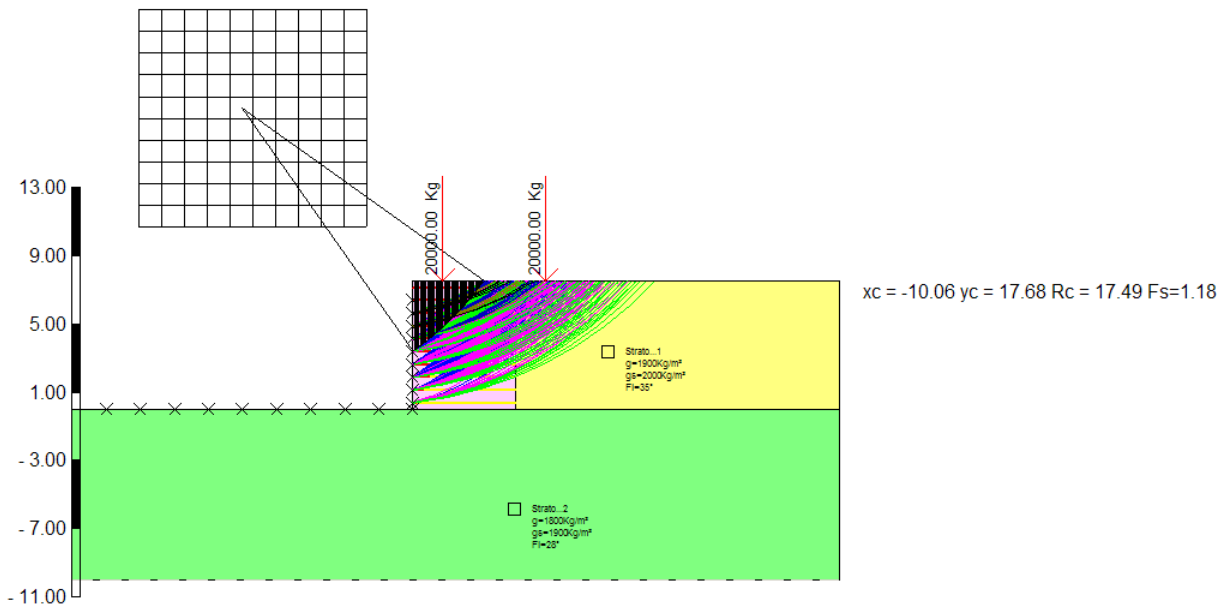 13.00
9.00
5.00
1.00
- 3.00
- 7.00
- 11.00
20000.00 Kg
20000.00 Kg
xc = -10.06 yc = 17.68 Rc = 17.49 Fs=1.18
Strato...1
g=1900Kg/m³
gs=2000Kg/m³
FI=35°
Strato...2
g=1800Kg/m³
gs=1900Kg/m³
FI=28°